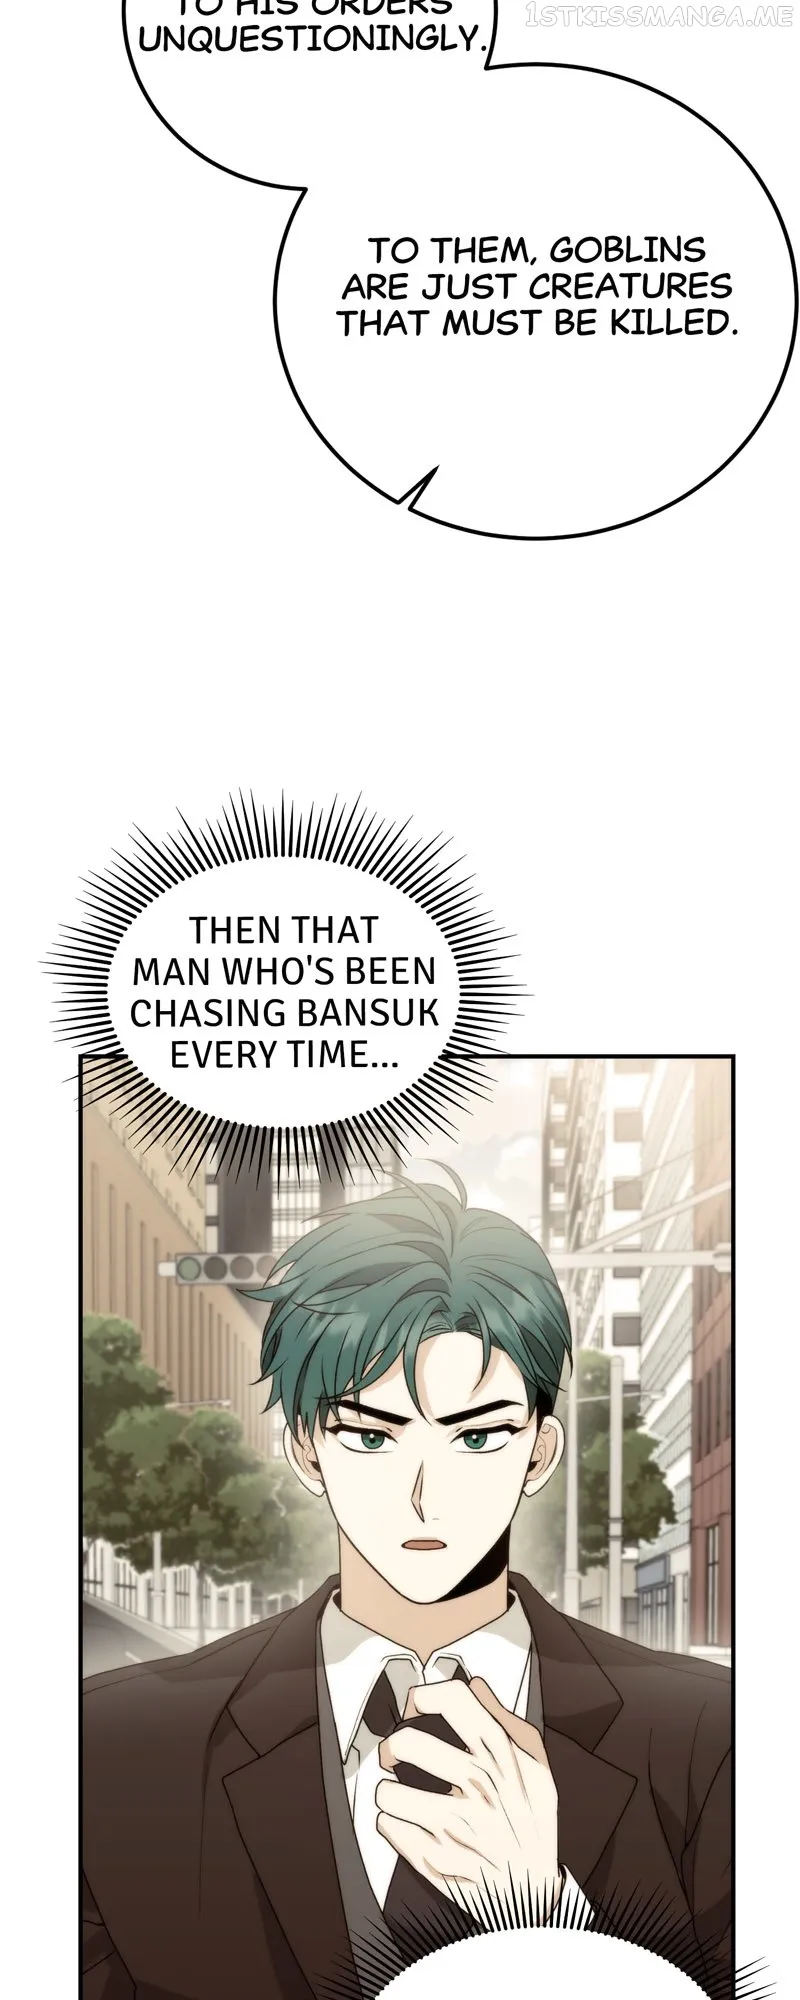 1STKISSMANGA.ME
TO HIS ORDERS
UNQUESTIONINGLY.
TO THEM, GOBLINS
ARE JUST CREATURES
THAT MUST BE KILLED.
THEN THAT
MAN WHO'S BEEN
CHASING BANSUK
EVERY TIME...